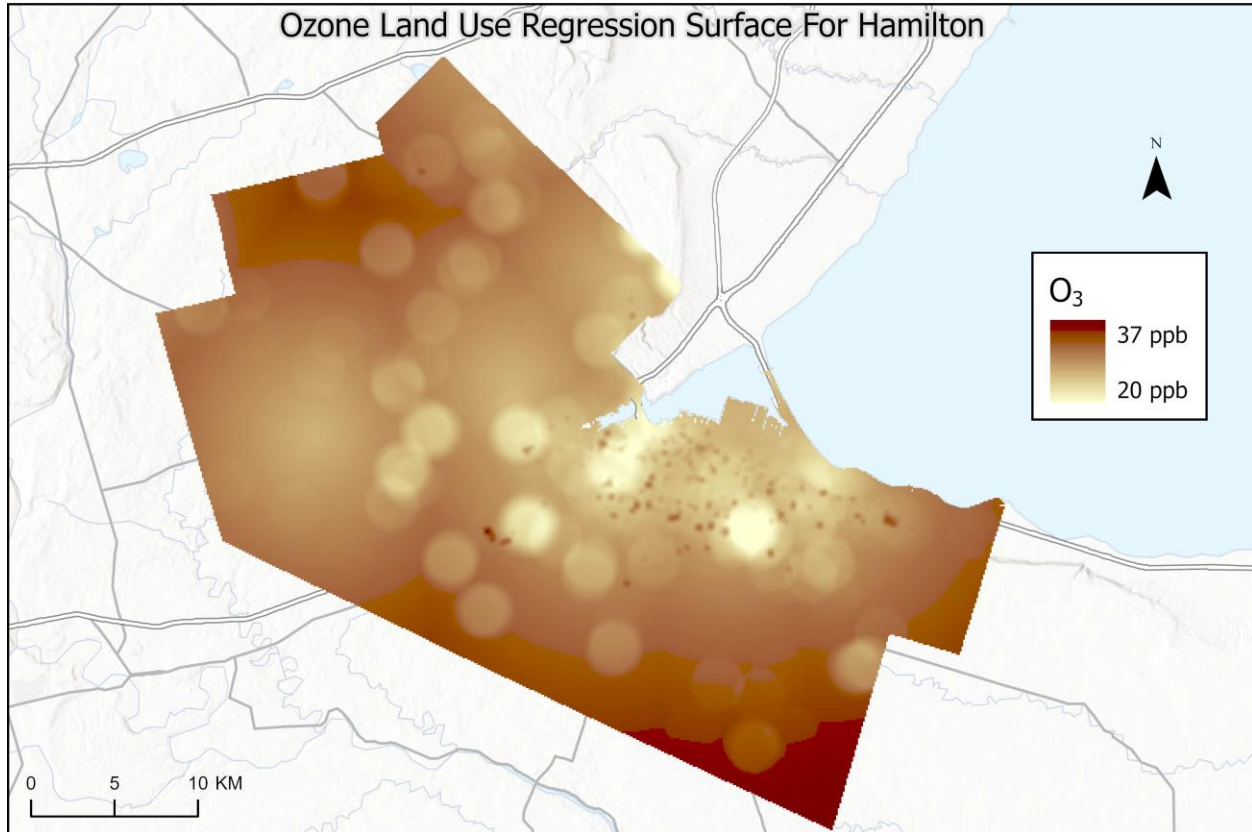 Ozone Land Use Regression Surface For Hamilton
N
O₃
37 ppb
20 ppb
0 5 10 KM